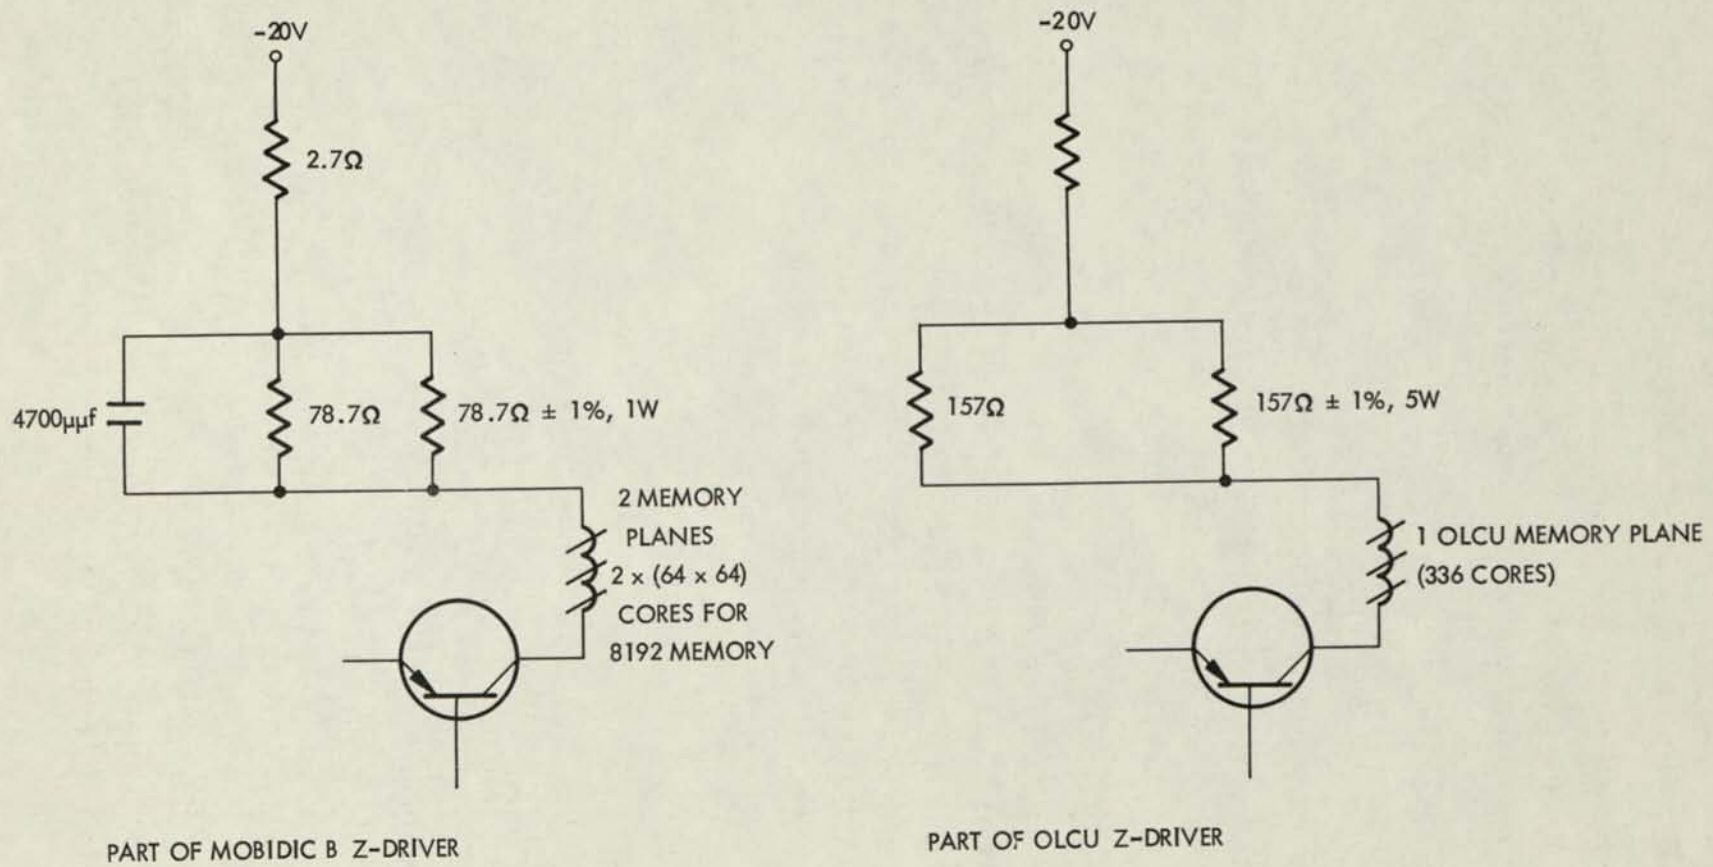 -20V
2.7Ω
4700μμf
78.7Ω
78.7Ω ± 1%, 1W
2 MEMORY
PLANES
2 x (64 x 64)
CORES FOR
8192 MEMORY
PART OF MOBIDIC B Z-DRIVER
-20V
157Ω
157Ω ± 1%, 5W
1 OLCU MEMORY PLANE
(336 CORES)
PART OF OLCU Z-DRIVER